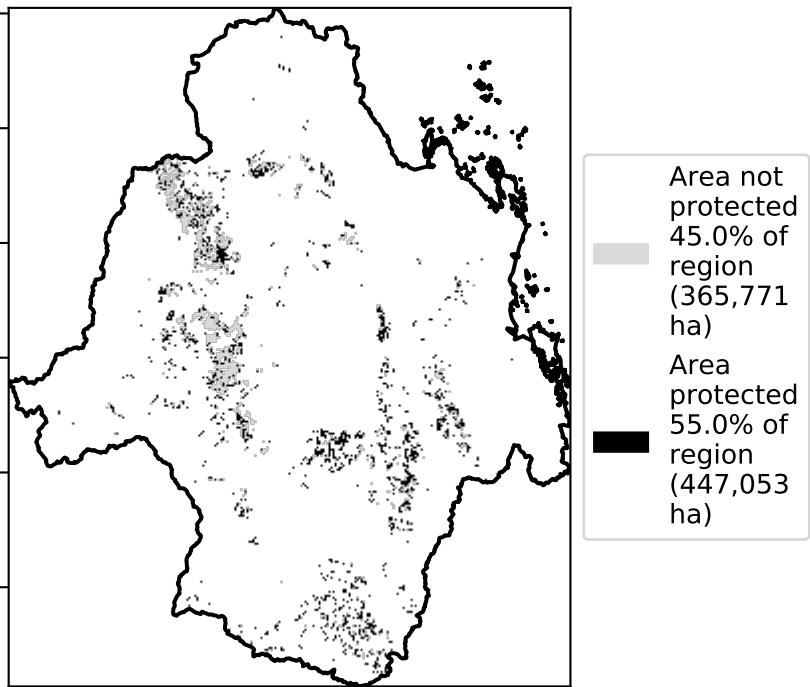 Area not
protected
45.0% of
region
(365,771
ha)
Area
protected
55.0% of
region
(447,053
ha)